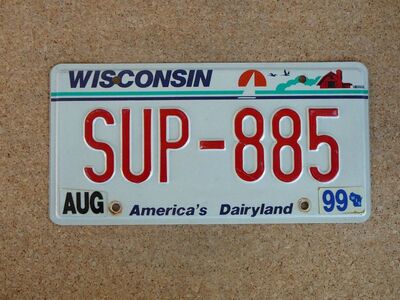 WISCONSIN
SUP-885
AUG America's Dairyland 99